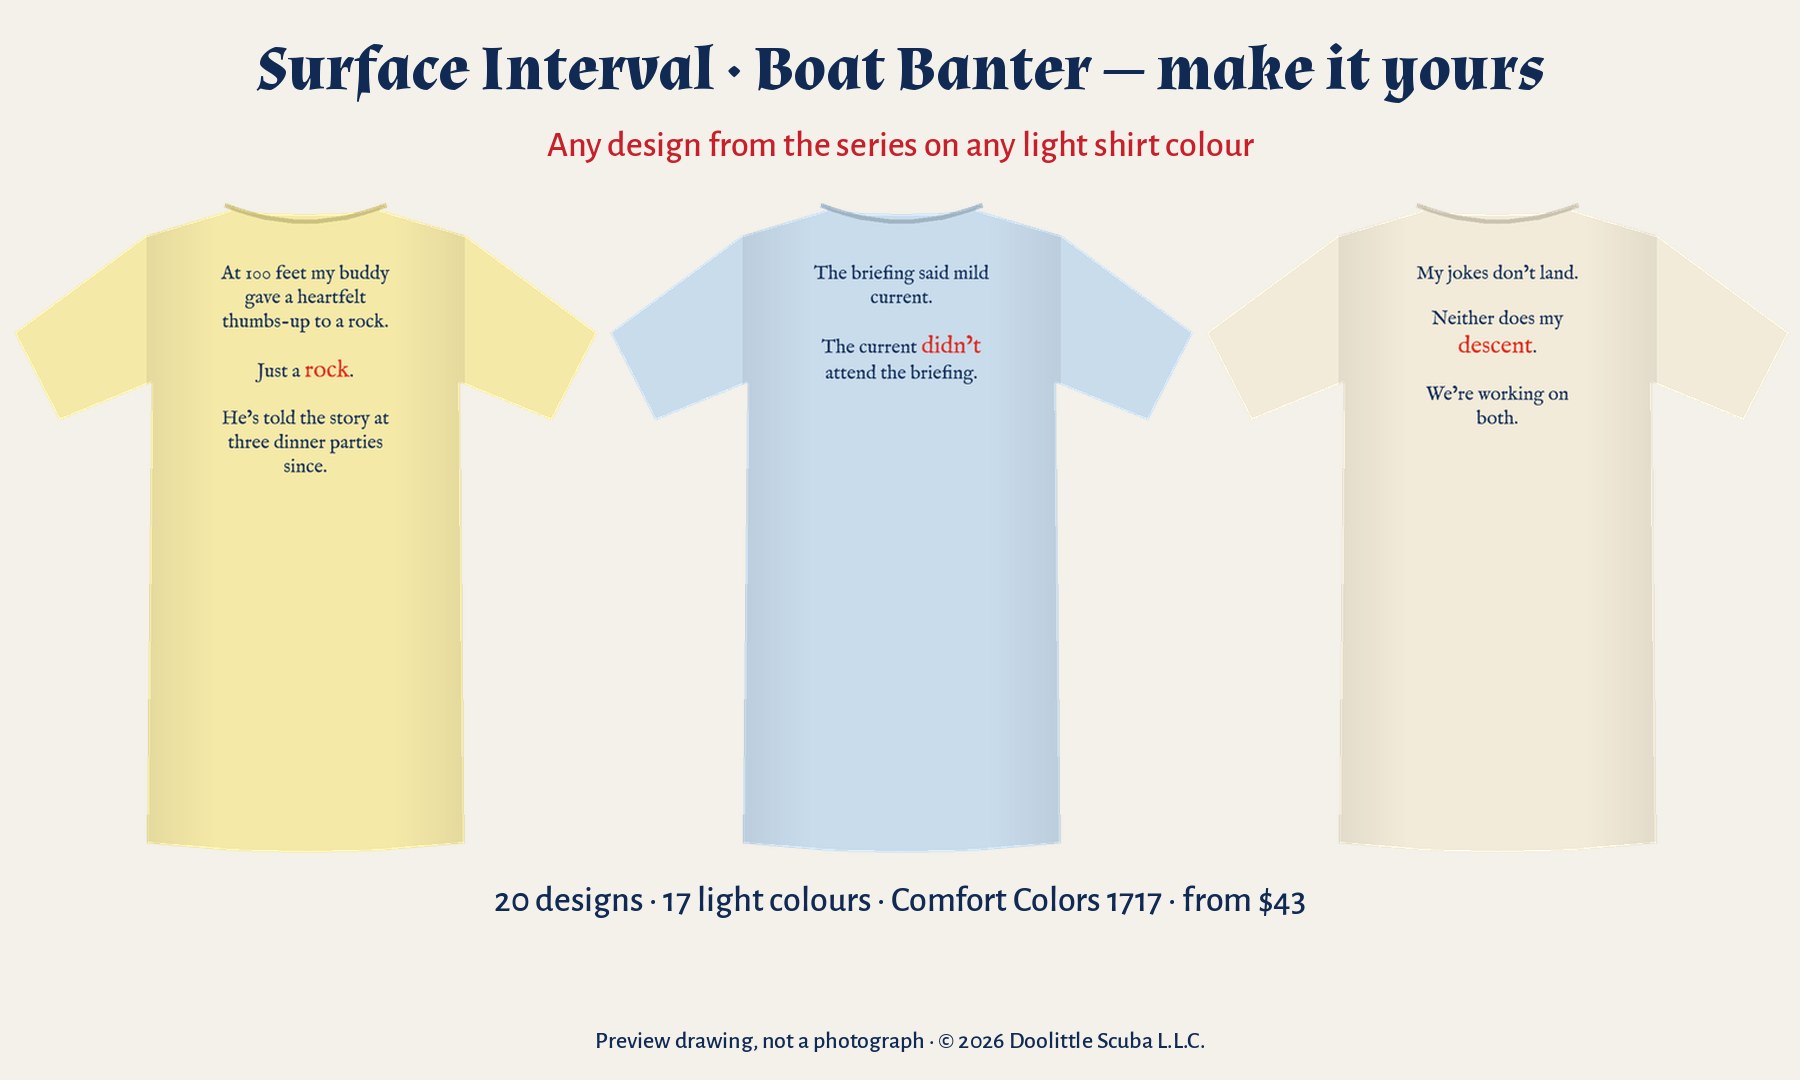 Surface Interval · Boat Banter — make it yours
Any design from the series on any light shirt colour
At 100 feet my buddy
gave a heartfelt
thumbs-up to a rock.
Just a rock.
He's told the story at
three dinner parties
since.
The briefing said mild
current.
The current didn't
attend the briefing.
My jokes don't land.
Neither does my
descent.
We're working on
both.
20 designs · 17 light colours · Comfort Colors 1717 · from $43
Preview drawing, not a photograph · © 2026 Doolittle Scuba L.L.C.